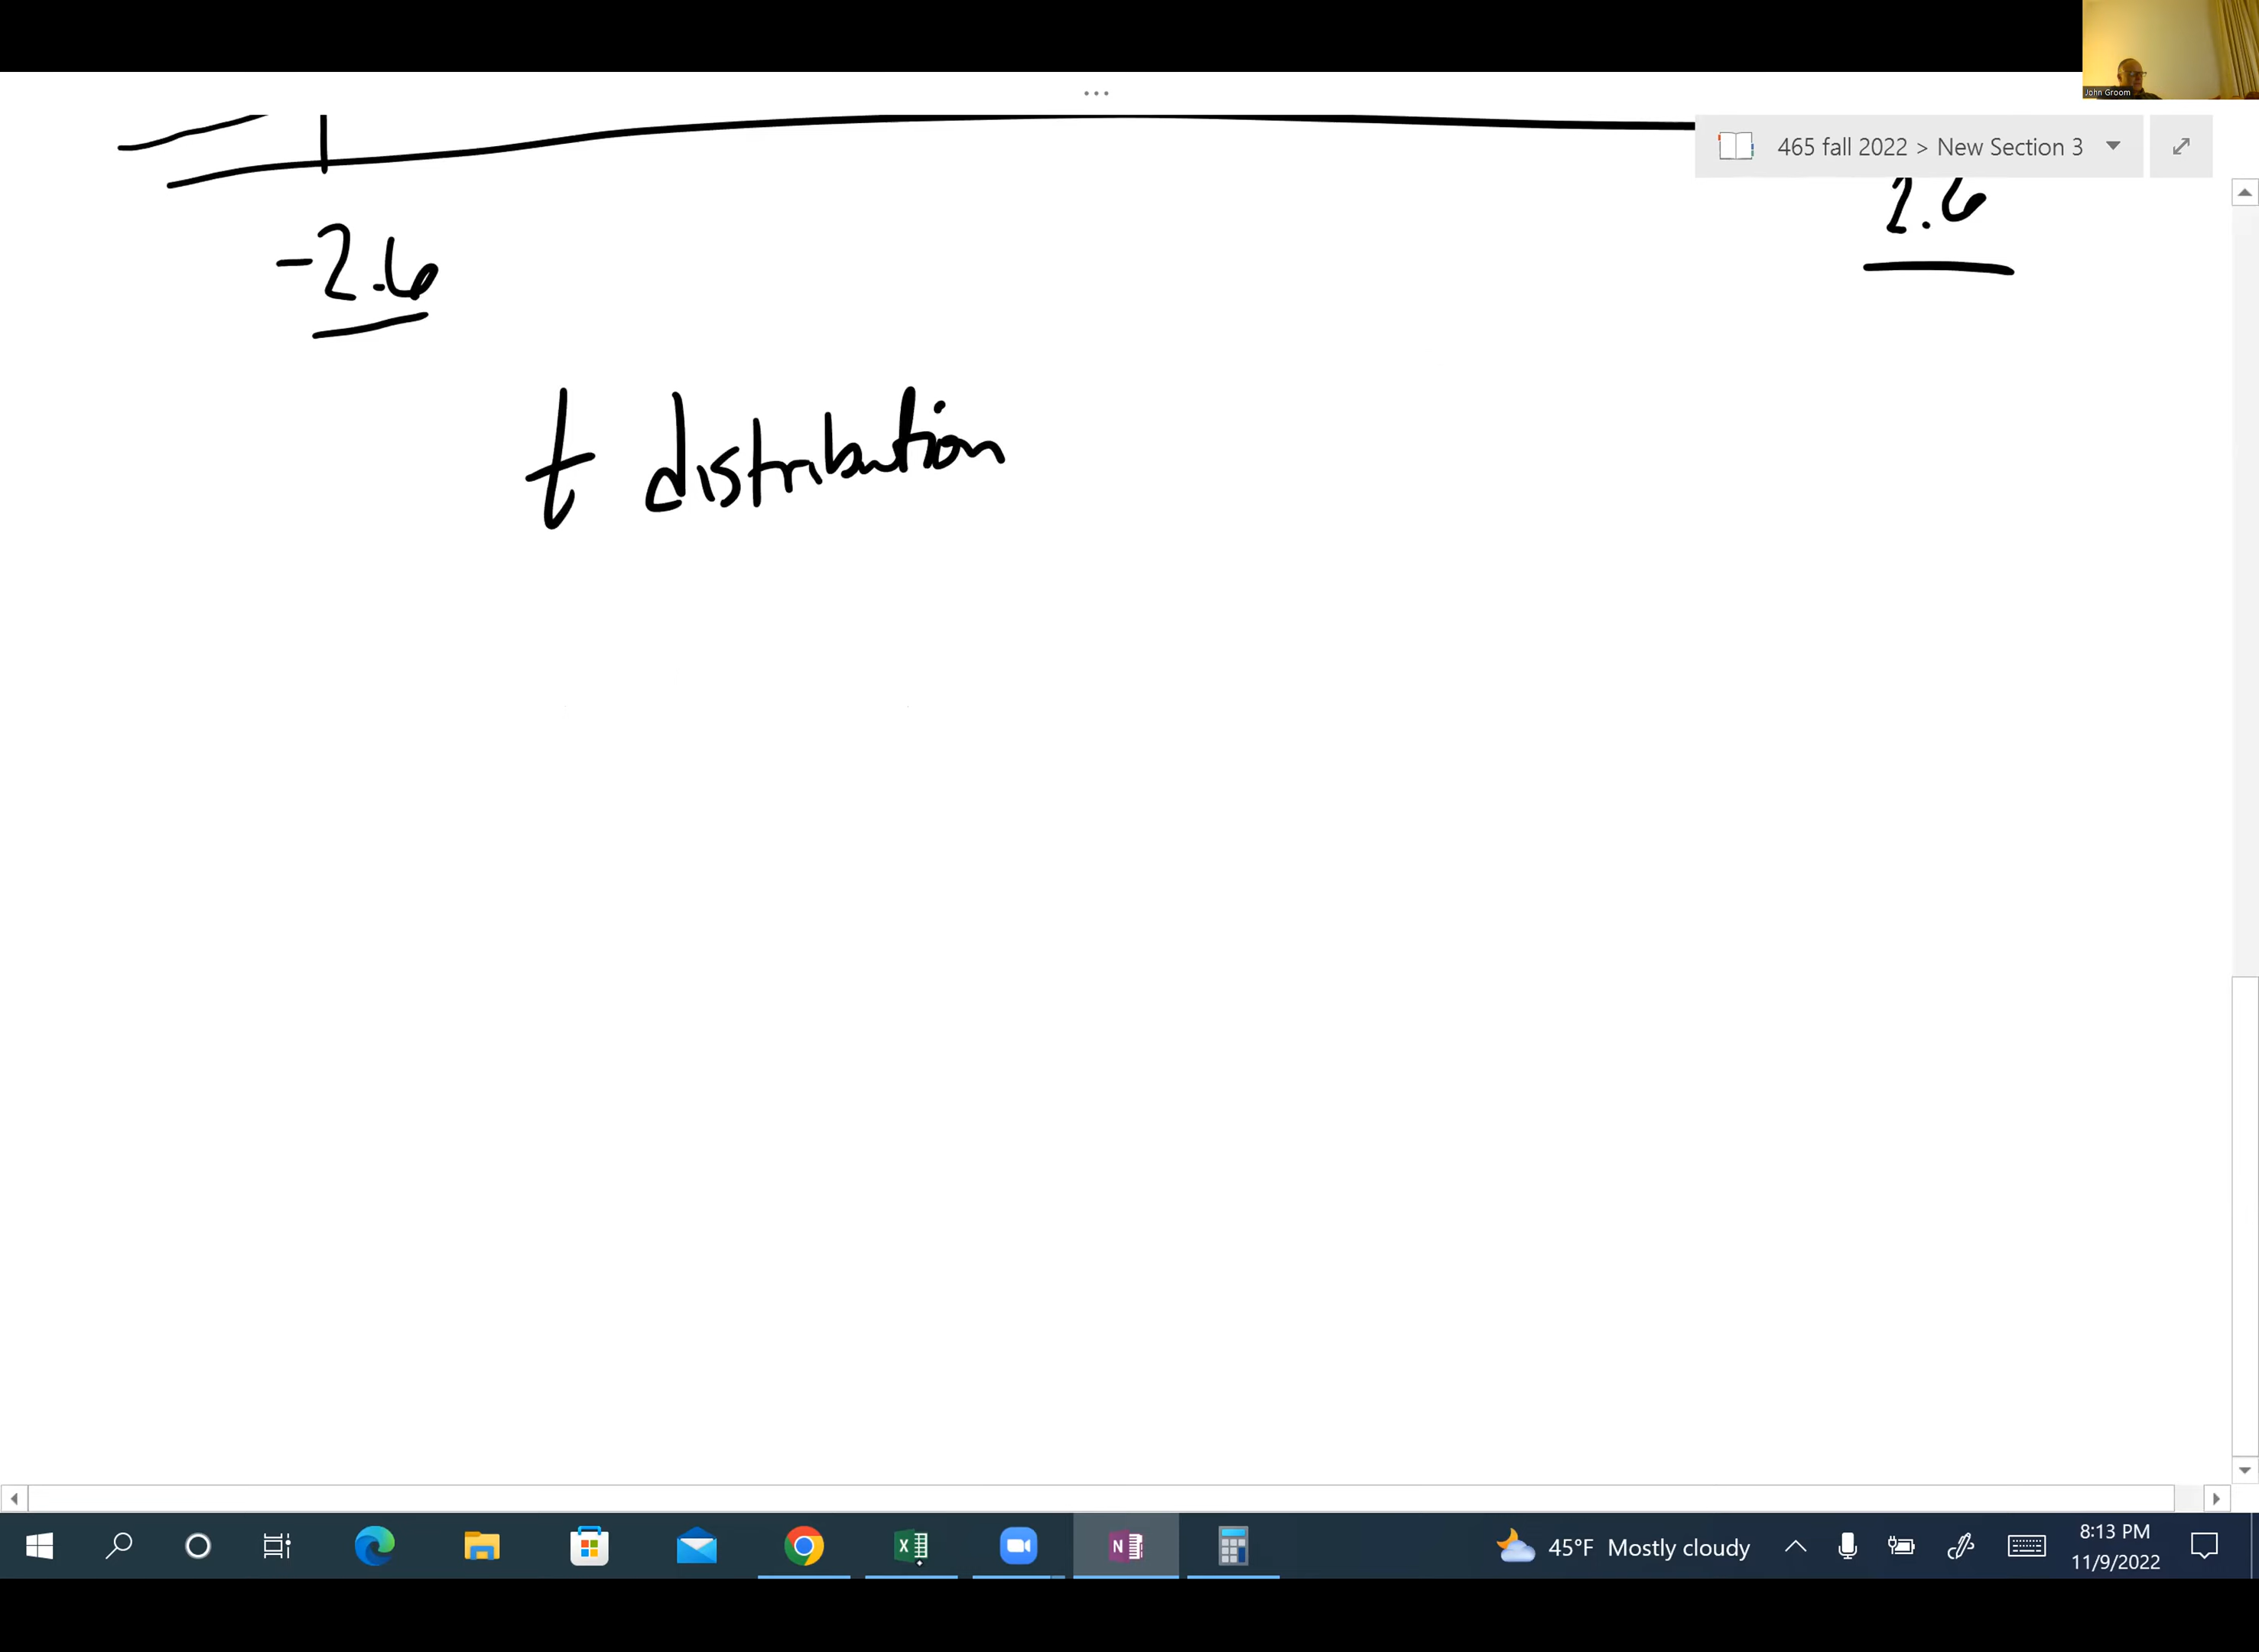 John Groom
465 fall 2022 > New Section 3
-2.6
2.6
t distribution
45°F Mostly cloudy
8:13 PM
11/9/2022